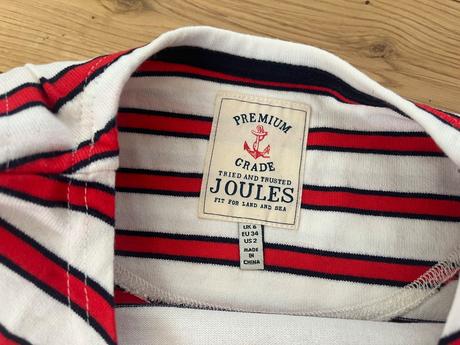 PREMIUM
GRADE
TRIED AND TRUSTED
JOULES
FIT FOR LAND AND SEA
UK 6
EU 34
US 2
MADE IN
CHINA